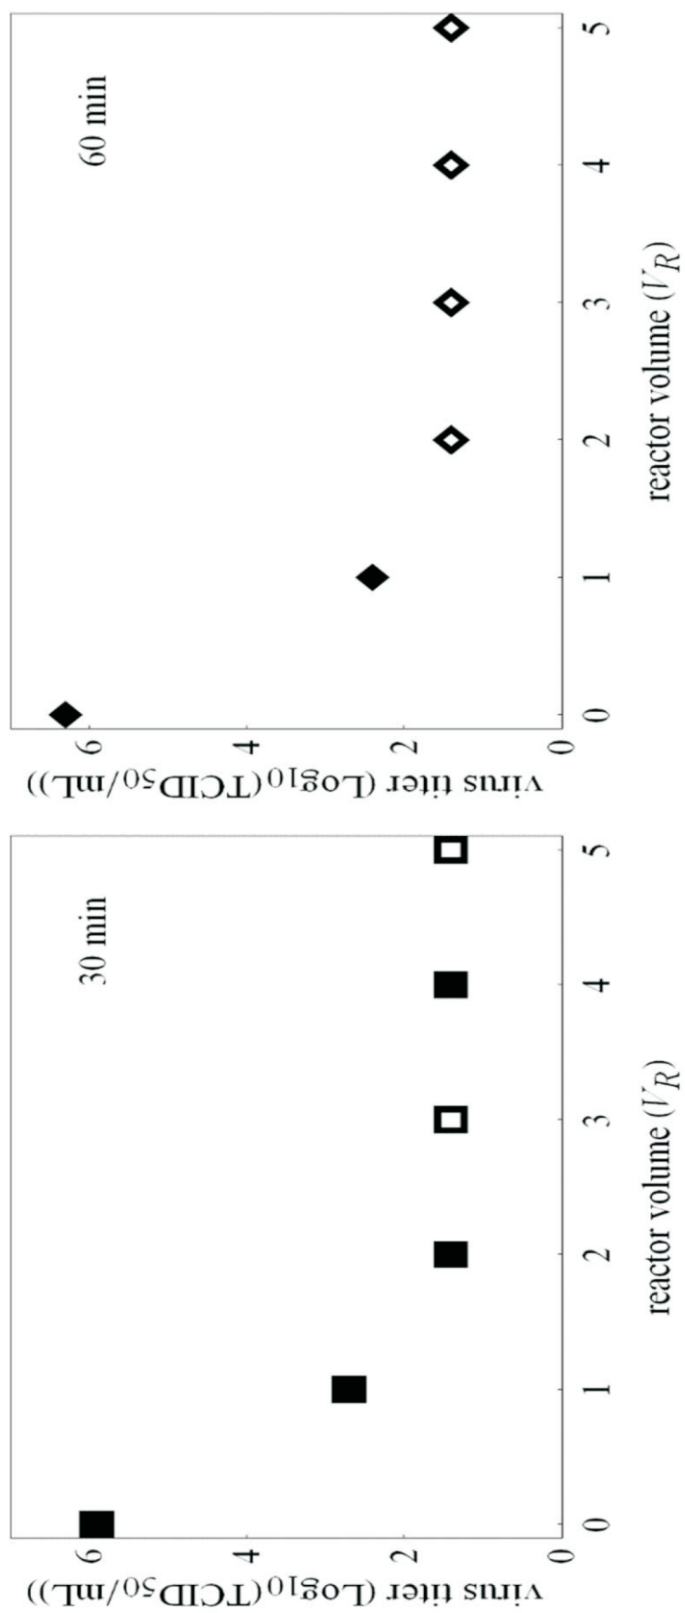 virus titer (Log10(TCID50/mL))
6
4
2
0
30 min
0 1 2 3 4 5
reactor volume (VR)
virus titer (Log10(TCID50/mL))
6
4
2
0
60 min
0 1 2 3 4 5
reactor volume (VR)